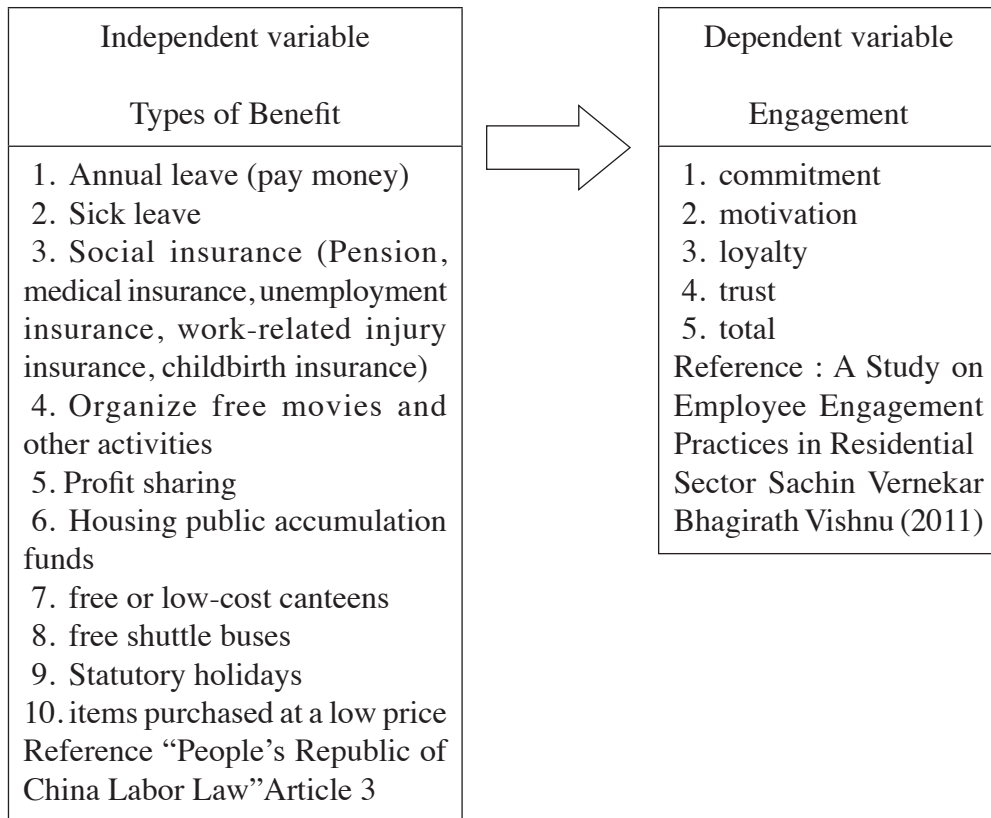 Independent variable
Types of Benefit
1. Annual leave (pay money)
2. Sick leave
3. Social insurance (Pension,
medical insurance, unemployment
insurance, work-related injury
insurance, childbirth insurance)
4. Organize free movies and
other activities
5. Profit sharing
6. Housing public accumulation
funds
7. free or low-cost canteens
8. free shuttle buses
9. Statutory holidays
10. items purchased at a low price
Reference “People’s Republic of
China Labor Law”Article 3
Dependent variable
Engagement
1. commitment
2. motivation
3. loyalty
4. trust
5. total
Reference : A Study on
Employee Engagement
Practices in Residential
Sector Sachin Vernekar
Bhagirath Vishnu (2011)